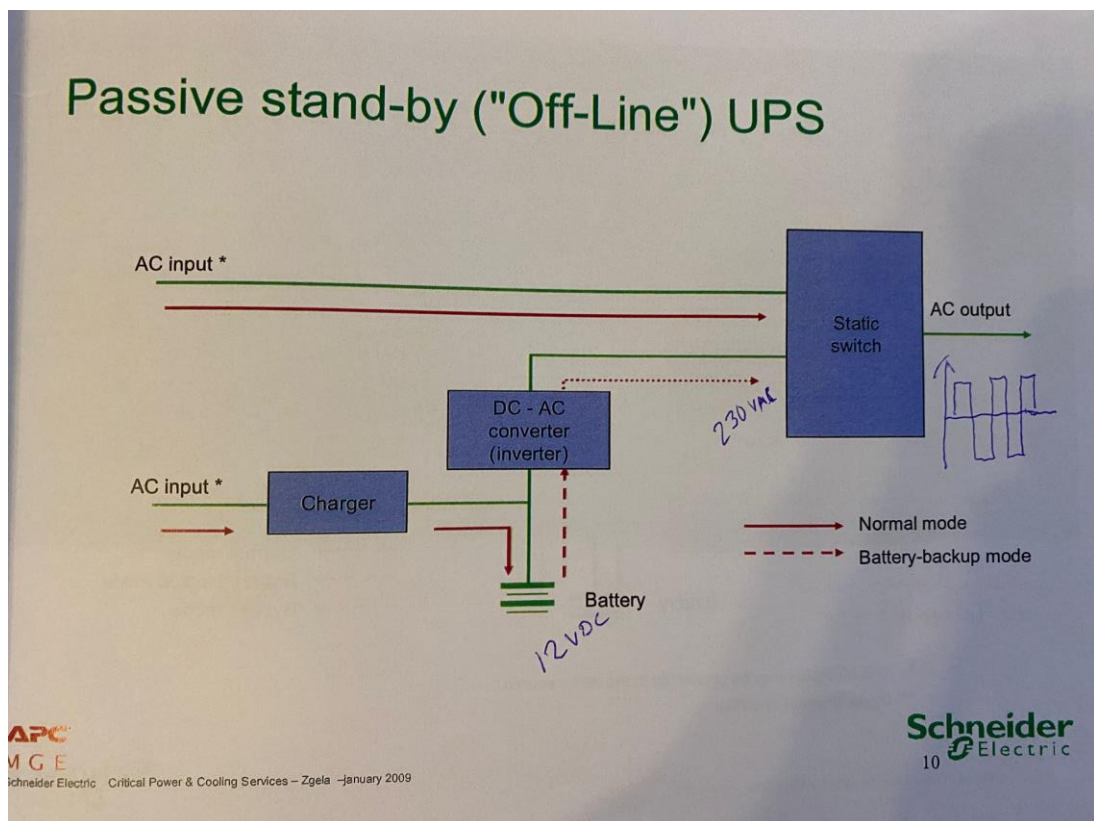 Passive stand-by ("Off-Line") UPS
AC input *
Static
switch
AC output
DC - AC
converter
(inverter)
230 VAC
AC input *
Charger
Normal mode
Battery-backup mode
Battery
12 VDC
APC
MGE
Schneider Electric Critical Power & Cooling Services – Zgela –january 2009
Schneider
Electric
10